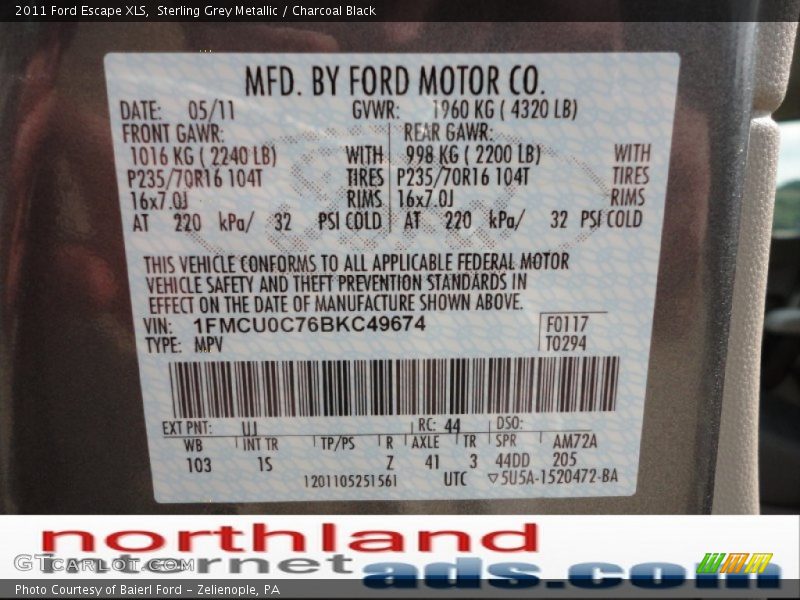 2011 Ford Escape XLS, Sterling Grey Metallic / Charcoal Black
MFD. BY FORD MOTOR CO.
DATE: 05/11 GVWR: 1960 KG ( 4320 LB)
FRONT GAWR: REAR GAWR:
1016 KG ( 2240 LB) WITH 998 KG ( 2200 LB) WITH
P235/70R16 104T TIRES P235/70R16 104T TIRES
16x7.0J RIMS 16x7.0J RIMS
AT 220 kPa/ 32 PSI COLD AT 220 kPa/ 32 PSI COLD
THIS VEHICLE CONFORMS TO ALL APPLICABLE FEDERAL MOTOR
VEHICLE SAFETY AND THEFT PREVENTION STANDARDS IN
EFFECT ON THE DATE OF MANUFACTURE SHOWN ABOVE.
VIN: 1FMCU0C76BKC49674 F0117
TYPE: MPV T0294
EXT PNT: UJ RC: 44 DSO:
WB INT TR TP/PS R AXLE TR SPR AM72A
103 1S Z 41 3 44DD 205
1201105251561 UTC ▽5U5A-1520472-BA
northland
internet
ads.com
GTCARLOT.COM
Photo Courtesy of Baierl Ford - Zelienople, PA